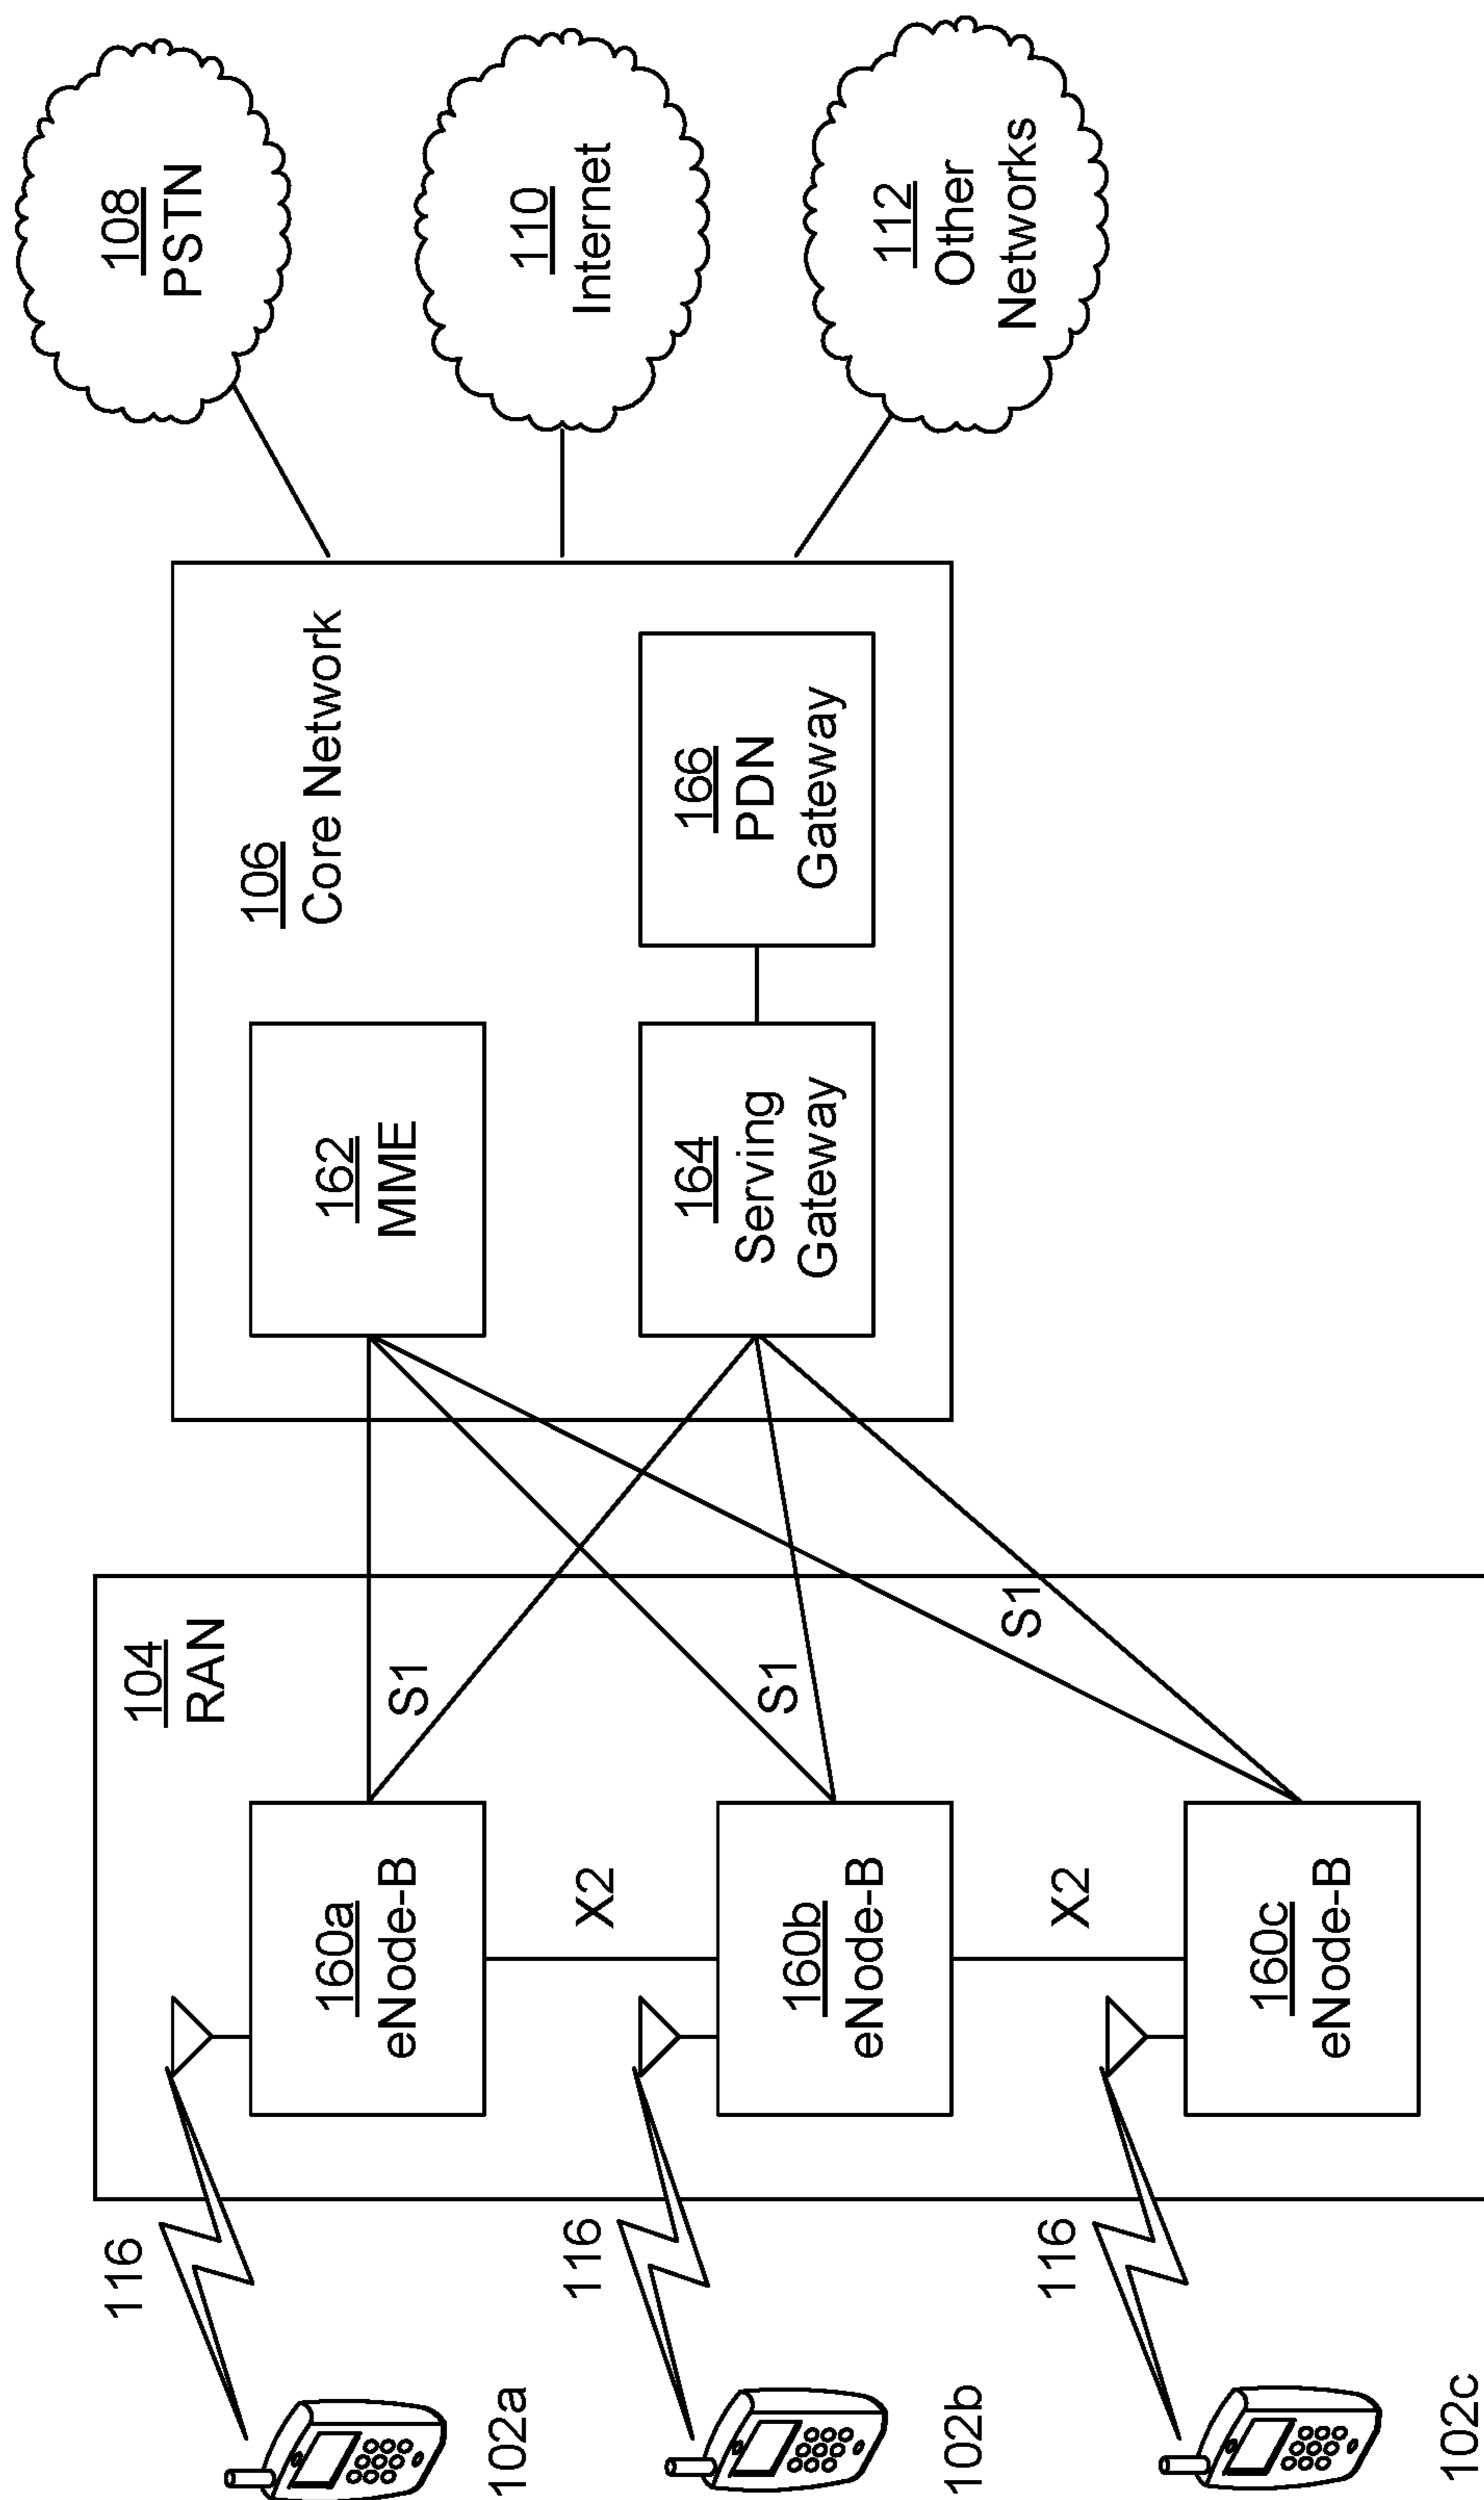 116
102a
116
102b
116
102c
104
RAN
160a
eNode-B
X2
160b
eNode-B
X2
160c
eNode-B
S1
S1
S1
106
Core Network
162
MME
164
Serving
Gateway
166
PDN
Gateway
108
PSTN
110
Internet
112
Other
Networks